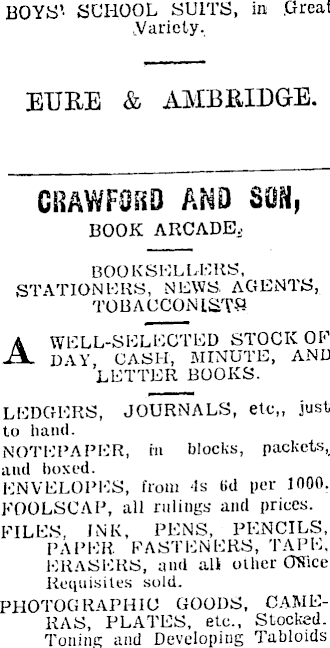 BOYS' SCHOOL SUITS, in Great
Variety.
EURE & AMBRIDGE.
CRAWFORD AND SON,
BOOK ARCADE,
BOOKSELLERS,
STATIONERS, NEWS AGENTS,
TOBACCONISTS
A WELL-SELECTED STOCK OF
DAY, CASH, MINUTE, AND
LETTER BOOKS.
LEDGERS, JOURNALS, etc,, just
to hand.
NOTEPAPER, in blocks, packets,
and boxed.
ENVELOPES, from 4s 6d per 1000.
FOOLSCAP, all rulings and prices.
FILES, INK, PENS, PENCILS,
PAPER FASTENERS, TAPE,
ERASERS, and all other Office
Requisites sold.
PHOTOGRAPHIC GOODS, CAME-
RAS, PLATES, etc., Stocked.
Toning and Developing Tabloids